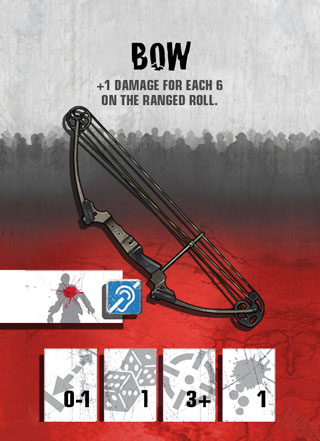 BOW
+1 DAMAGE FOR EACH 6
ON THE RANGED ROLL.
0-1 1 3+ 1